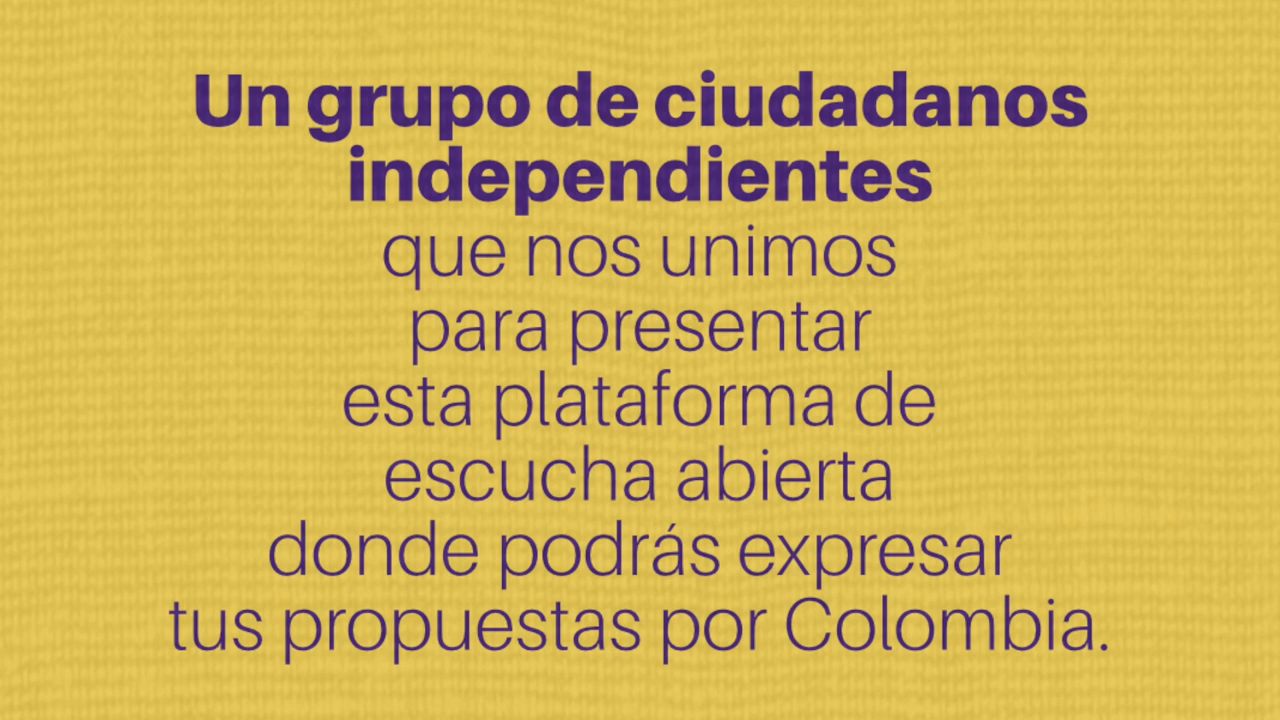 Un grupo de ciudadanos
independientes
que nos unimos
para presentar
esta plataforma de
escucha abierta
donde podrás expresar
tus propuestas por Colombia.